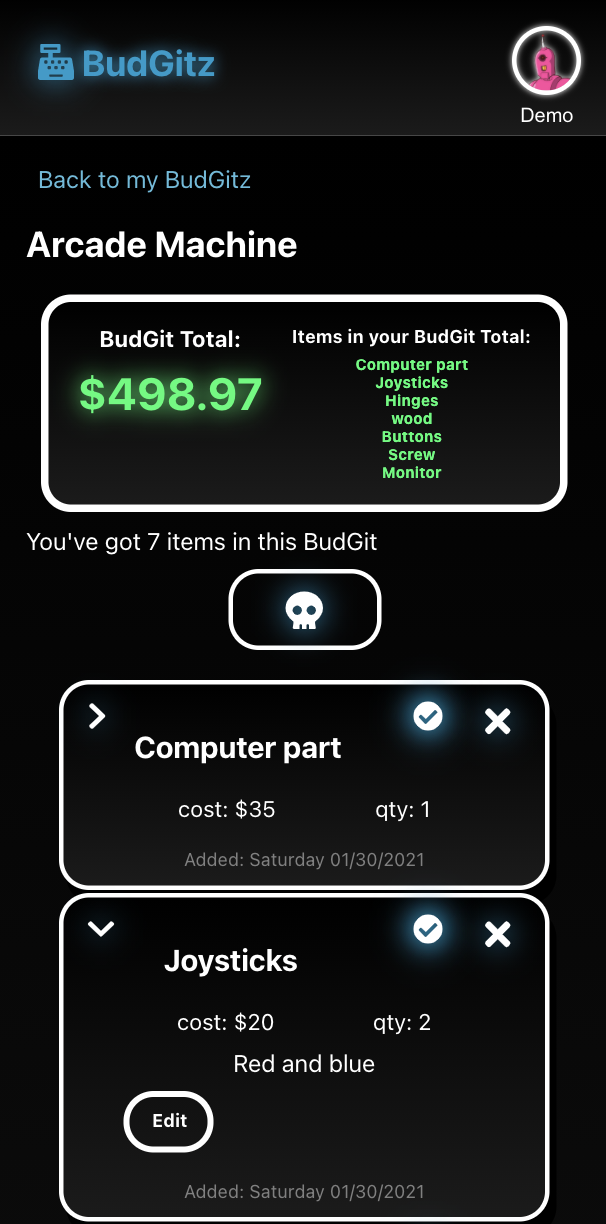 BudGitz
Demo
Back to my BudGitz
Arcade Machine
BudGit Total:
$498.97
Items in your BudGit Total:
Computer part
Joysticks
Hinges
wood
Buttons
Screw
Monitor
You've got 7 items in this BudGit
Computer part
cost: $35 qty: 1
Added: Saturday 01/30/2021
Joysticks
cost: $20 qty: 2
Red and blue
Edit
Added: Saturday 01/30/2021